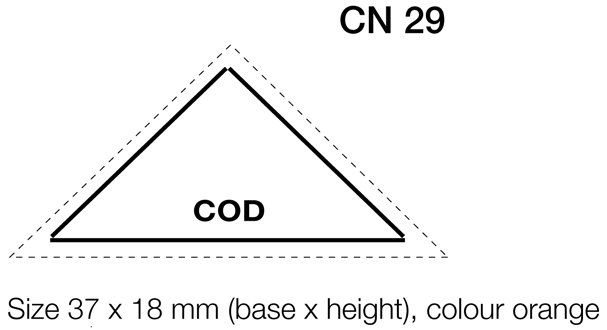 CN 29
COD
Size 37 x 18 mm (base x height), colour orange